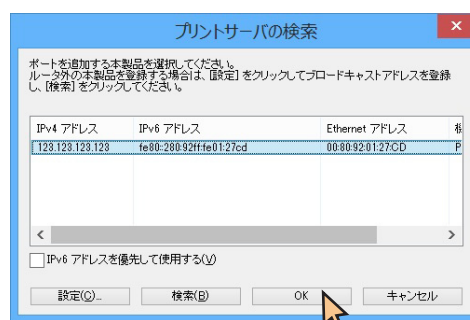 プリントサーバの検索
ポートを追加する本製品を選択してください。
ルータ外の本製品を登録する場合は、[設定]をクリックしてブロードキャストアドレスを登録
し、[検索]をクリックしてください。
IPv4 アドレス IPv6 アドレス Ethernet アドレス
123.123.123.123 fe80::280:92ff:fe01:27cd 00:80:92:01:27:CD P
IPv6 アドレスを優先して使用する(V)
設定(C)... 検索(B) OK キャンセル